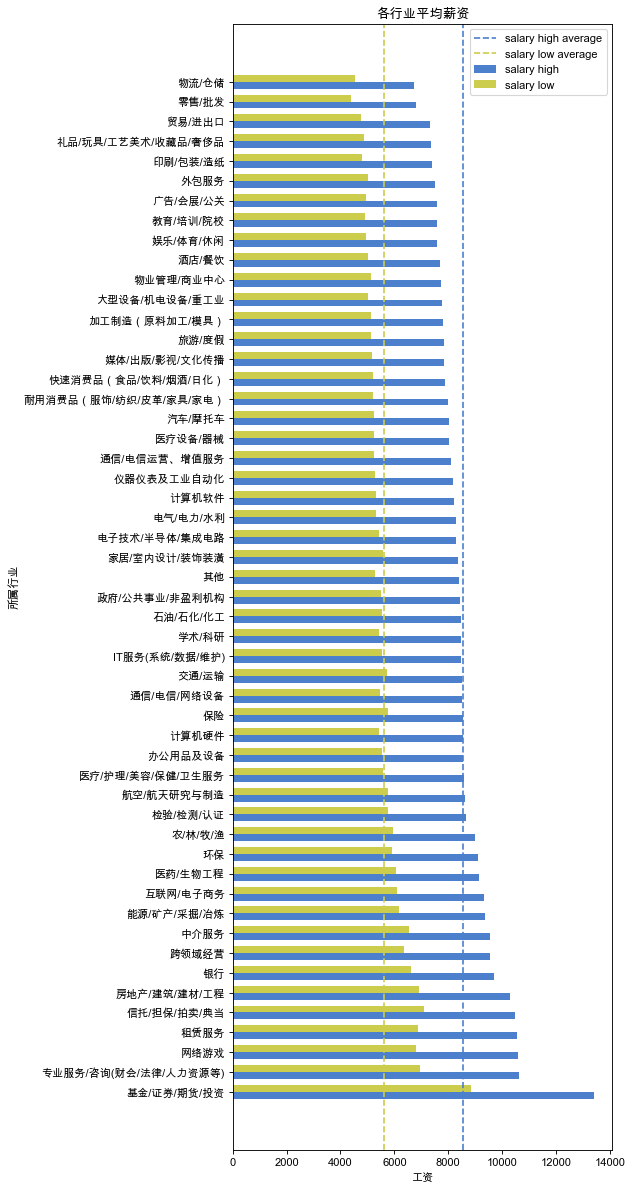 各行业平均薪资
salary high average
salary low average
salary high
salary low
物流/仓储
零售/批发
贸易/进出口
礼品/玩具/工艺美术/收藏品/奢侈品
印刷/包装/造纸
外包服务
广告/会展/公关
教育/培训/院校
娱乐/体育/休闲
酒店/餐饮
物业管理/商业中心
大型设备/机电设备/重工业
加工制造（原料加工/模具）
旅游/度假
媒体/出版/影视/文化传播
快速消费品（食品/饮料/烟酒/日化）
耐用消费品（服饰/纺织/皮革/家具/家电）
汽车/摩托车
医疗设备/器械
通信/电信运营、增值服务
仪器仪表及工业自动化
计算机软件
电气/电力/水利
电子技术/半导体/集成电路
家居/室内设计/装饰装潢
其他
政府/公共事业/非盈利机构
石油/石化/化工
学术/科研
IT服务(系统/数据/维护)
交通/运输
通信/电信/网络设备
保险
计算机硬件
办公用品及设备
医疗/护理/美容/保健/卫生服务
航空/航天研究与制造
检验/检测/认证
农/林/牧/渔
环保
医药/生物工程
互联网/电子商务
能源/矿产/采掘/冶炼
中介服务
跨领域经营
银行
房地产/建筑/建材/工程
信托/担保/拍卖/典当
租赁服务
网络游戏
专业服务/咨询(财会/法律/人力资源等)
基金/证券/期货/投资
所属行业
0 2000 4000 6000 8000 10000 12000 14000
工资